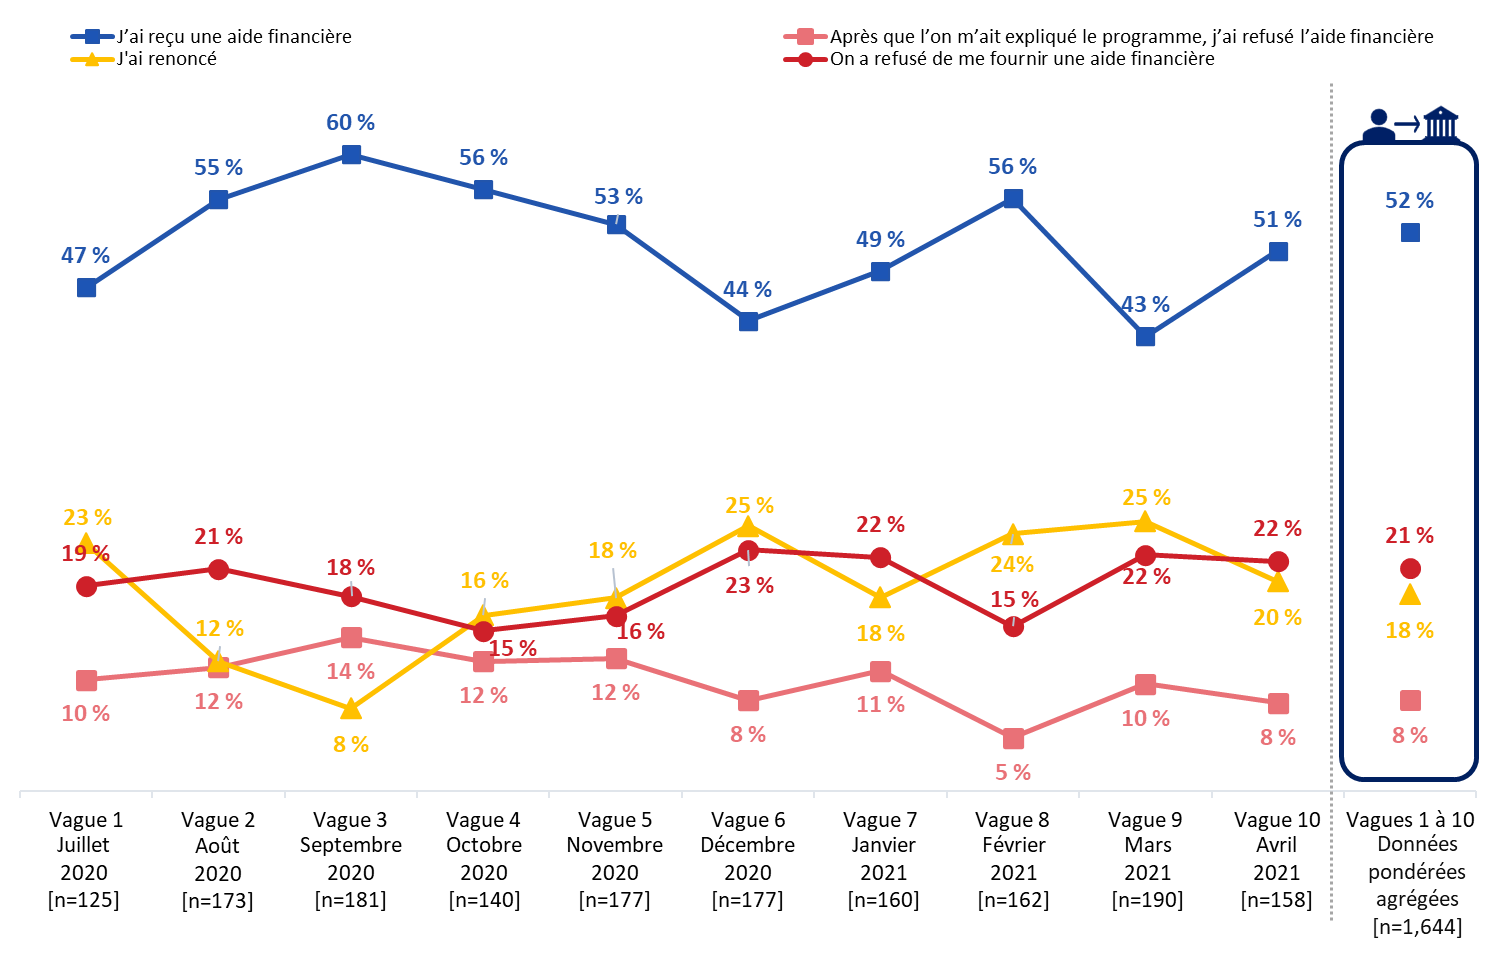 J’ai reçu une aide financière
Après que l’on m’ait expliqué le programme, j’ai refusé l’aide financière
J'ai renoncé
On a refusé de me fournir une aide financière
47 %
55 %
60 %
56 %
53 %
44 %
49 %
56 %
43 %
51 %
52 %
23 %
12 %
8 %
16 %
18 %
25 %
18 %
24%
25 %
20 %
18 %
19 %
21 %
18 %
15 %
16 %
23 %
22 %
15 %
22 %
22 %
21 %
10 %
12 %
14 %
12 %
12 %
8 %
11 %
5 %
10 %
8 %
8 %
Vague 1
Juillet
2020
[n=125]
Vague 2
Août
2020
[n=173]
Vague 3
Septembre
2020
[n=181]
Vague 4
Octobre
2020
[n=140]
Vague 5
Novembre
2020
[n=177]
Vague 6
Décembre
2020
[n=177]
Vague 7
Janvier
2021
[n=160]
Vague 8
Février
2021
[n=162]
Vague 9
Mars
2021
[n=190]
Vague 10
Avril
2021
[n=158]
Vagues 1 à 10
Données
pondérées
agrégées
[n=1,644]